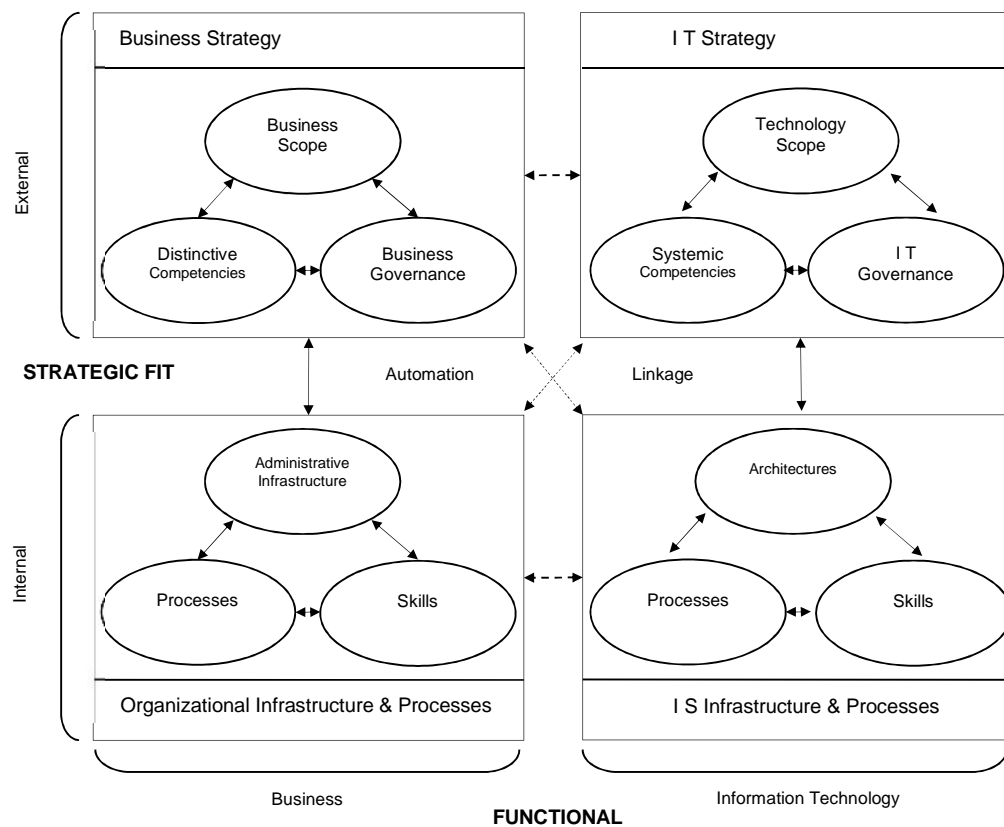 Business Strategy
I T Strategy
External
Business
Scope
Technology
Scope
Distinctive
Competencies
Business
Governance
Systemic
Competencies
I T
Governance
STRATEGIC FIT
Automation
Linkage
Internal
Administrative
Infrastructure
Architectures
Processes
Skills
Processes
Skills
Organizational Infrastructure & Processes
I S Infrastructure & Processes
Business
Information Technology
FUNCTIONAL